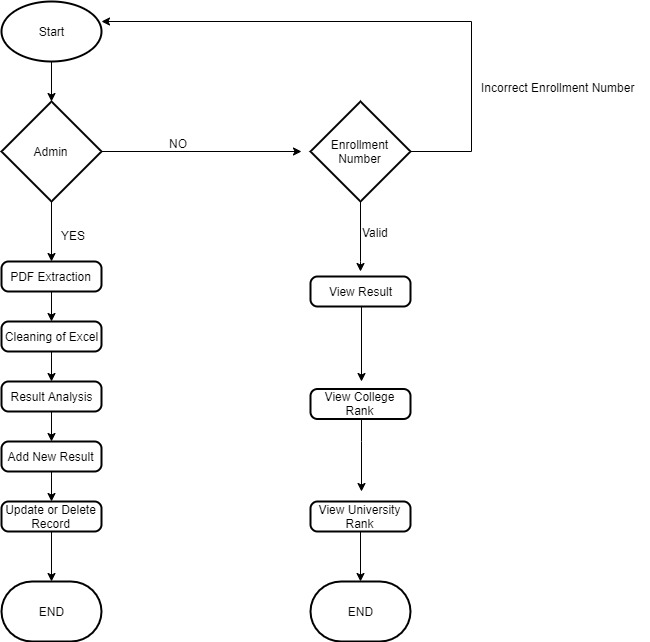 Start
Incorrect Enrollment Number
Admin
NO
Enrollment
Number
YES
Valid
PDF Extraction
View Result
Cleaning of Excel
Result Analysis
View College
Rank
Add New Result
Update or Delete
Record
View University
Rank
END
END